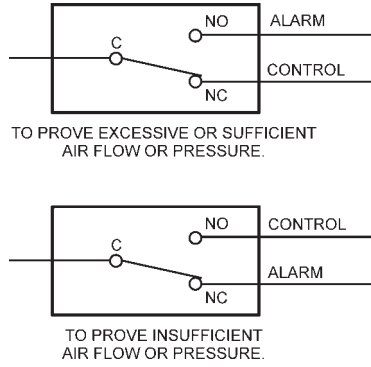 NO ALARM
C
NC CONTROL
TO PROVE EXCESSIVE OR SUFFICIENT
AIR FLOW OR PRESSURE.
NO CONTROL
C
ALARM
NC
TO PROVE INSUFFICIENT
AIR FLOW OR PRESSURE.